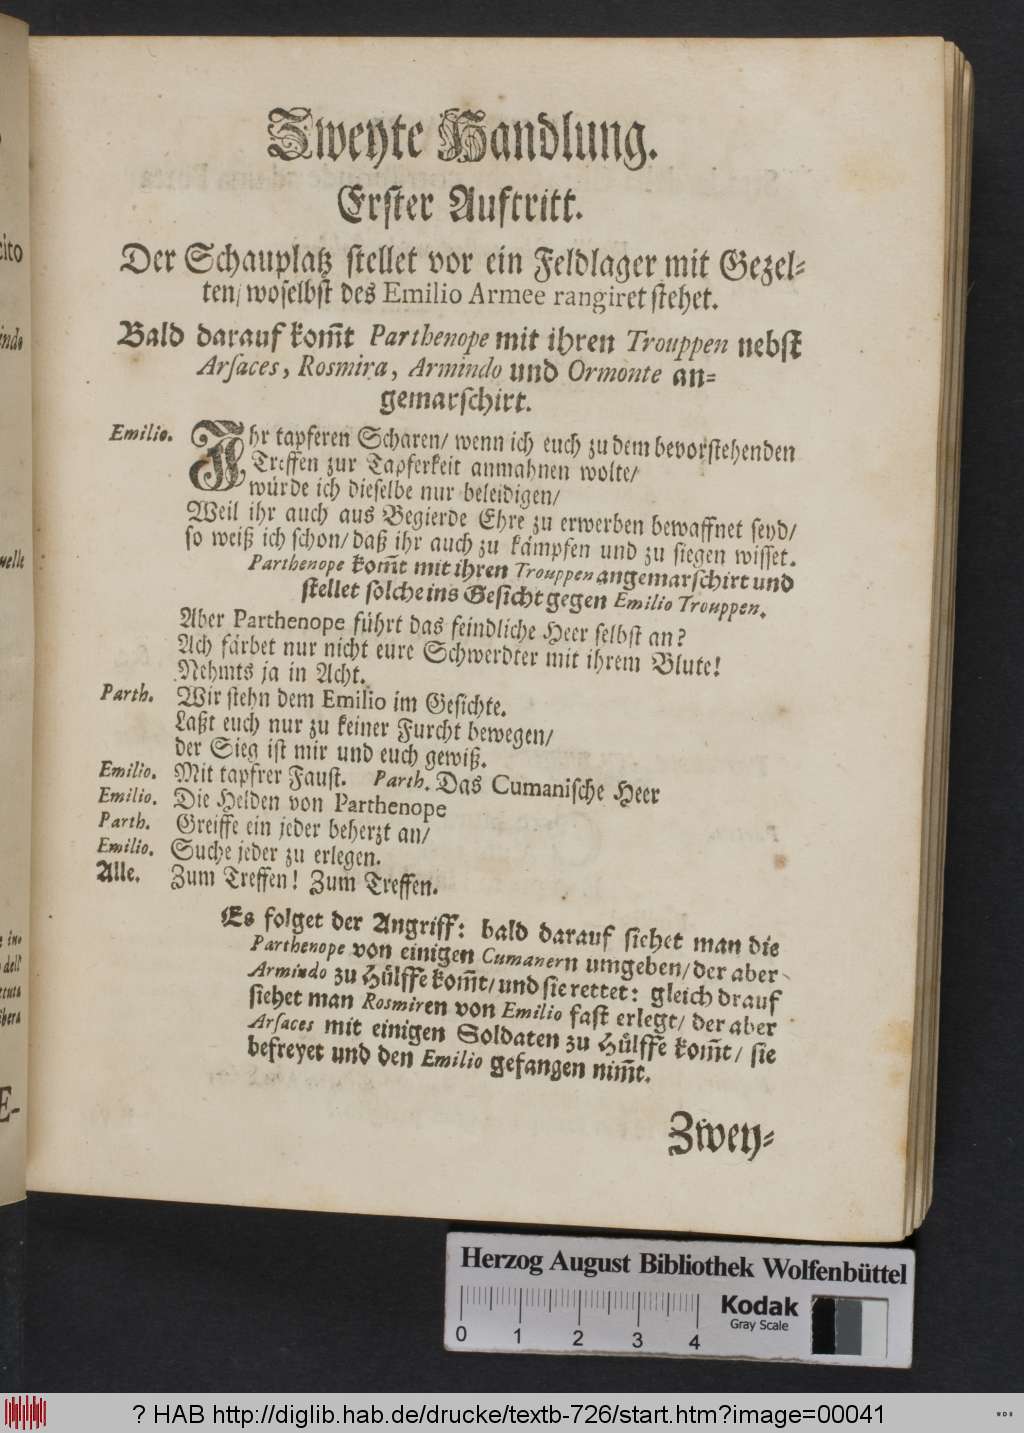 Zweyte Handlung.
Erster Auftritt.
Der Schauplatz stellet vor ein Feldlager mit Gezel-
ten/ woselbst des Emilio Armee rangiret stehet.
Bald darauf kom̃t Parthenope mit ihren Trouppen nebst
Arsaces, Rosmira, Armindo und Ormonte an-
gemarschirt.
Emilio. Ihr tapferen Scharen/ wenn ich euch zu dem bevorstehenden
Treffen zur Tapferkeit anmahnen wolte/
würde ich dieselbe nur beleidigen/
Weil ihr auch aus Begierde Ehre zu erwerben bewaffnet seyd/
so weiß ich schon/ daß ihr auch zu kämpfen und zu siegen wisset.
Parthenope kom̃t mit ihren Trouppen angemarschirt und
stellet solche ins Gesicht gegen Emilio Trouppen.
Aber Parthenope führt das feindliche Heer selbst an?
Ach färbet nur nicht eure Schwerdter mit ihrem Blute!
Nehmts ja in Acht.
Parth. Wir stehn dem Emilio im Gesichte.
Laßt euch nur zu keiner Furcht bewegen/
der Sieg ist mir und euch gewiß.
Emilio. Mit tapfrer Faust. Parth. Das Cumanische Heer
Emilio. Die Helden von Parthenope
Parth. Greiffe ein jeder beherzt an/
Emilio. Suche jeder zu erlegen.
Alle. Zum Treffen! Zum Treffen.
Es folget der Angriff: bald darauf siehet man die
Parthenope von einigen Cumanern umgeben/ der aber
Armindo zu Hülffe kom̃t/ und sie rettet: gleich drauf
siehet man Rosmiren von Emilio fast erlegt/ der aber
Arsaces mit einigen Soldaten zu Hülffe kom̃t/ sie
befreyet und den Emilio gefangen nim̃t.
Zwey-
Herzog August Bibliothek Wolfenbüttel
0 1 2 3 4
Kodak
Gray Scale
? HAB http://diglib.hab.de/drucke/textb-726/start.htm?image=00041